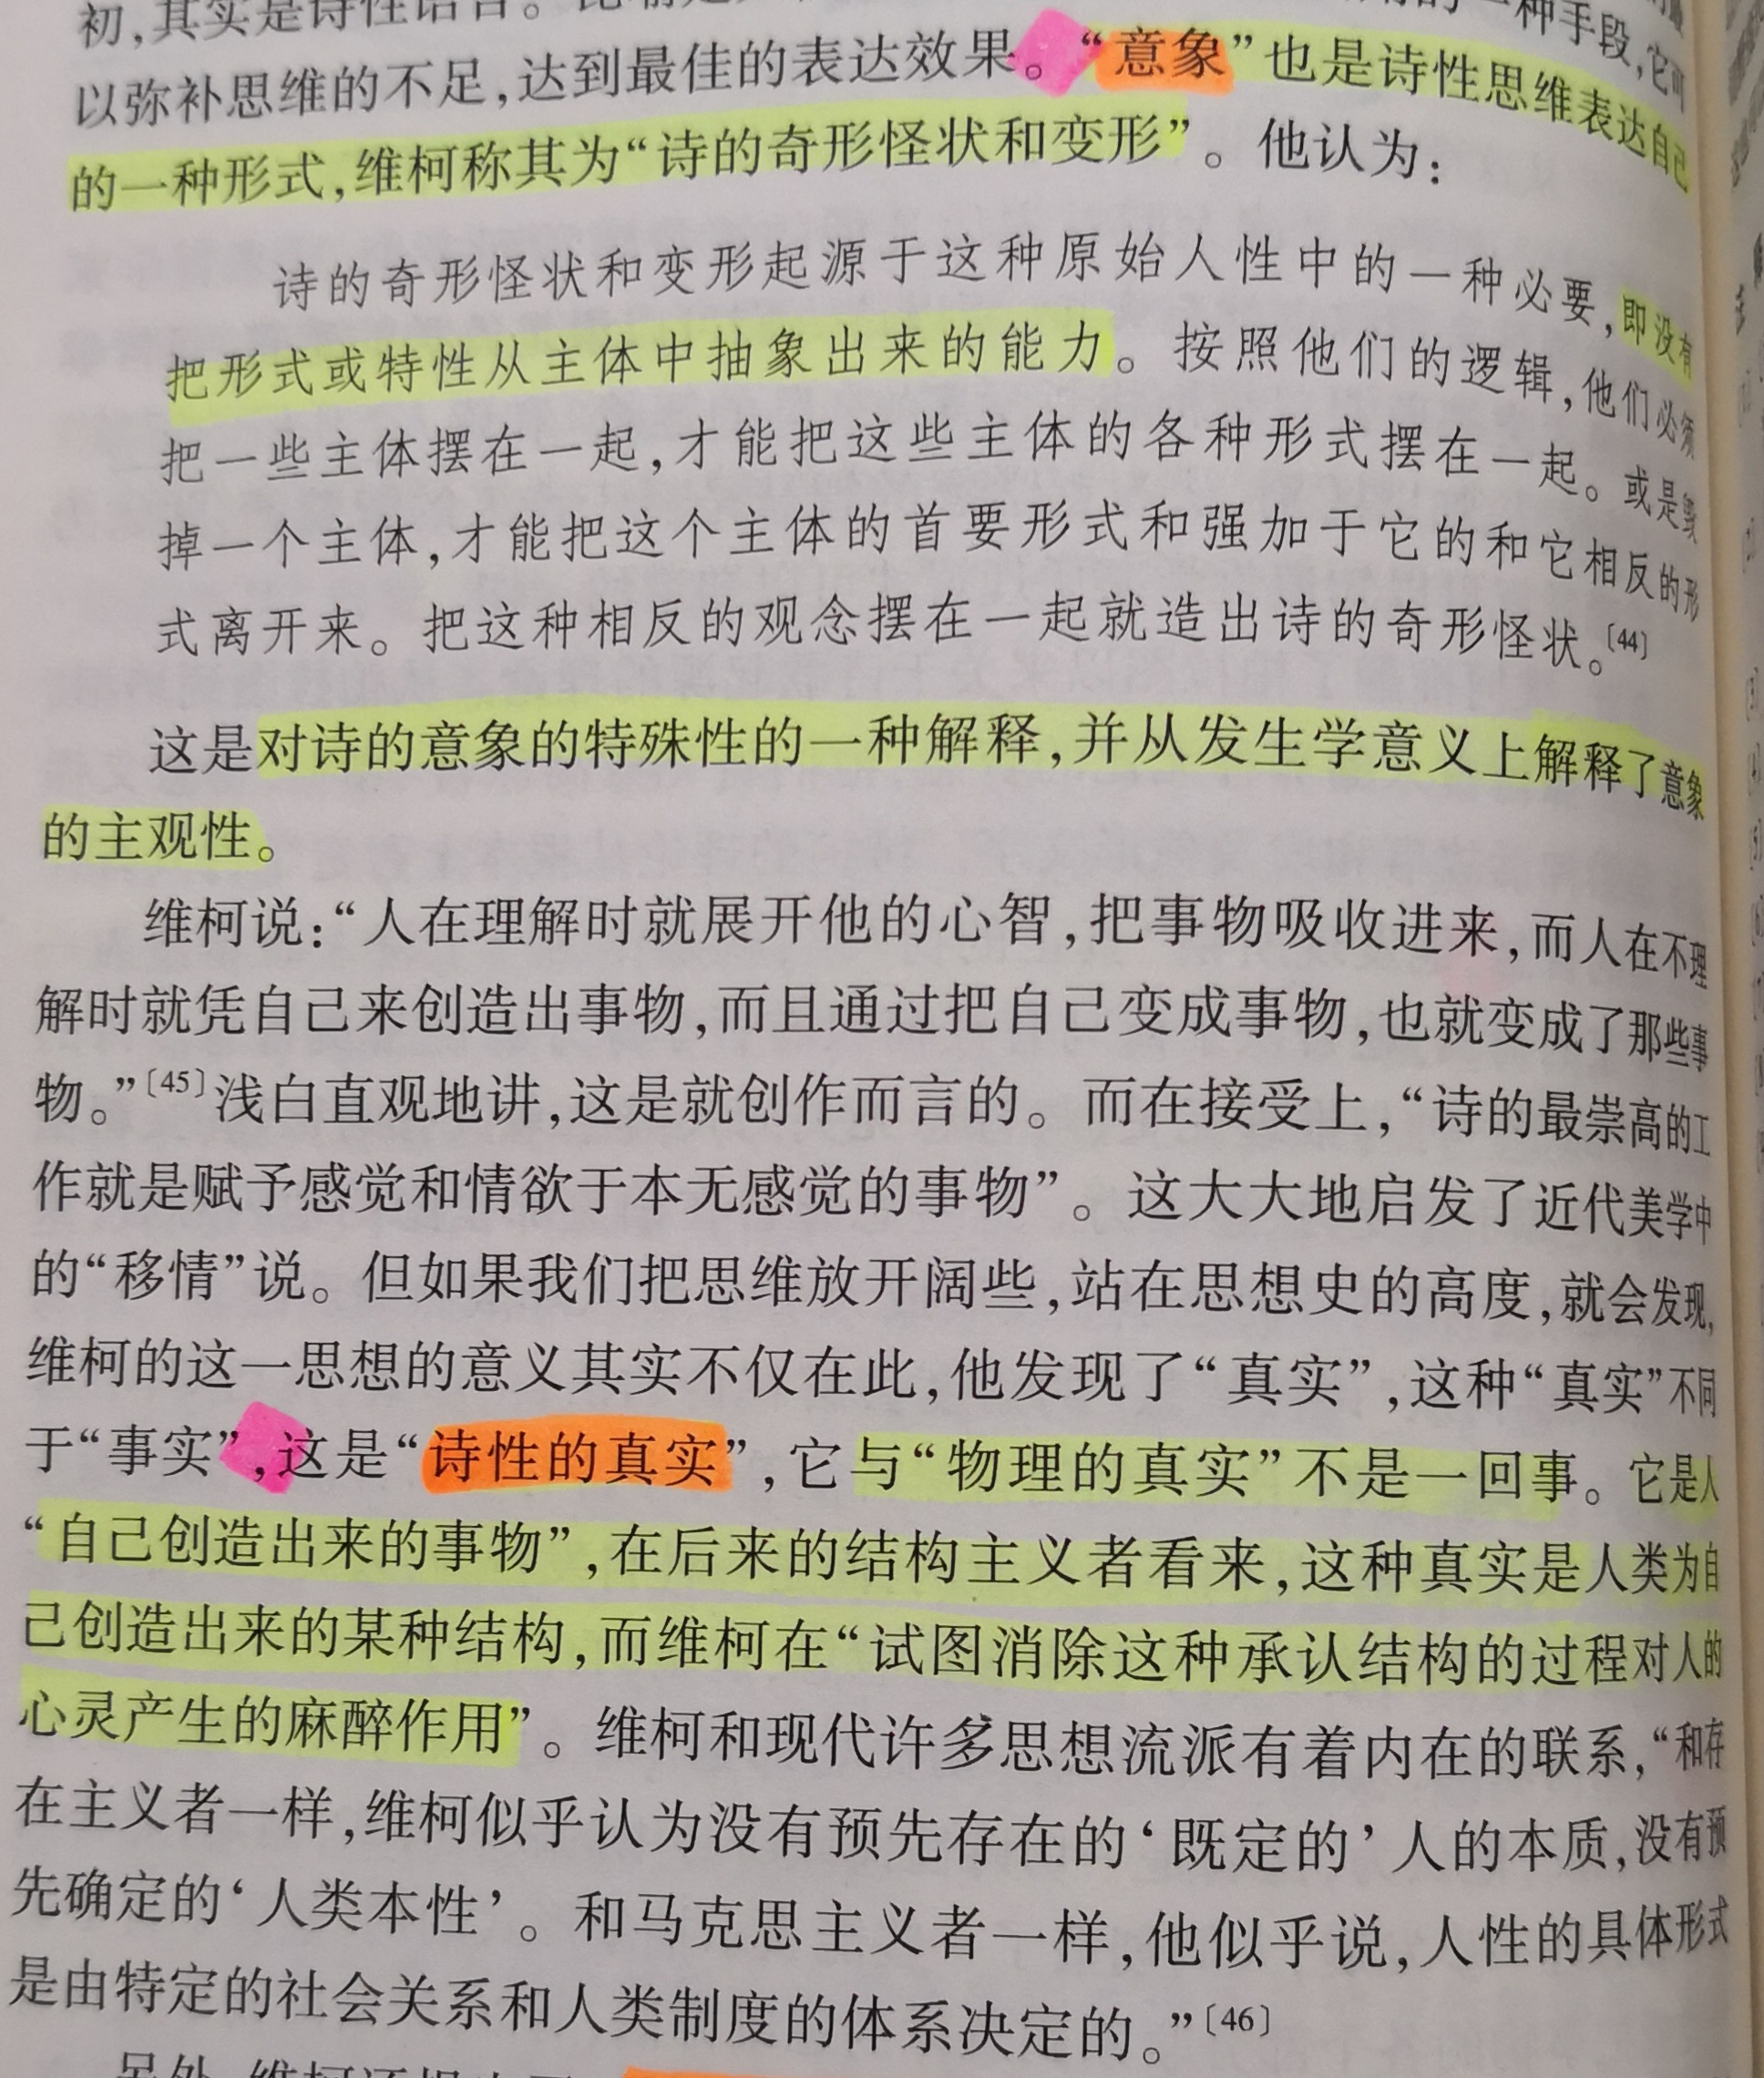 初,其实是诗性语言。比喻是 的一种手段,它可
以弥补思维的不足,达到最佳的表达效果。“意象”也是诗性思维表达自己
的一种形式,维柯称其为“诗的奇形怪状和变形”。他认为:
诗的奇形怪状和变形起源于这种原始人性中的一种必要,即没有
把形式或特性从主体中抽象出来的能力。按照他们的逻辑,他们必须
把一些主体摆在一起,才能把这些主体的各种形式摆在一起。或是毁
掉一个主体,才能把这个主体的首要形式和强加于它的和它相反的形
式离开来。把这种相反的观念摆在一起就造出诗的奇形怪状。〔44〕
这是对诗的意象的特殊性的一种解释,并从发生学意义上解释了意象
的主观性。
维柯说:“人在理解时就展开他的心智,把事物吸收进来,而人在不理
解时就凭自己来创造出事物,而且通过把自己变成事物,也就变成了那些事
物。”〔45〕浅白直观地讲,这是就创作而言的。而在接受上,“诗的最崇高的工
作就是赋予感觉和情欲于本无感觉的事物”。这大大地启发了近代美学中
的“移情”说。但如果我们把思维放开阔些,站在思想史的高度,就会发现,
维柯的这一思想的意义其实不仅在此,他发现了“真实”,这种“真实”不同
于“事实”,这是“诗性的真实”,它与“物理的真实”不是一回事。它是人
“自己创造出来的事物”,在后来的结构主义者看来,这种真实是人类为自
己创造出来的某种结构,而维柯在“试图消除这种承认结构的过程对人的
心灵产生的麻醉作用”。维柯和现代许多思想流派有着内在的联系,“和存
在主义者一样,维柯似乎认为没有预先存在的‘既定的’人的本质,没有预
先确定的‘人类本性’。和马克思主义者一样,他似乎说,人性的具体形式
是由特定的社会关系和人类制度的体系决定的。”〔46〕
另外,维柯还提